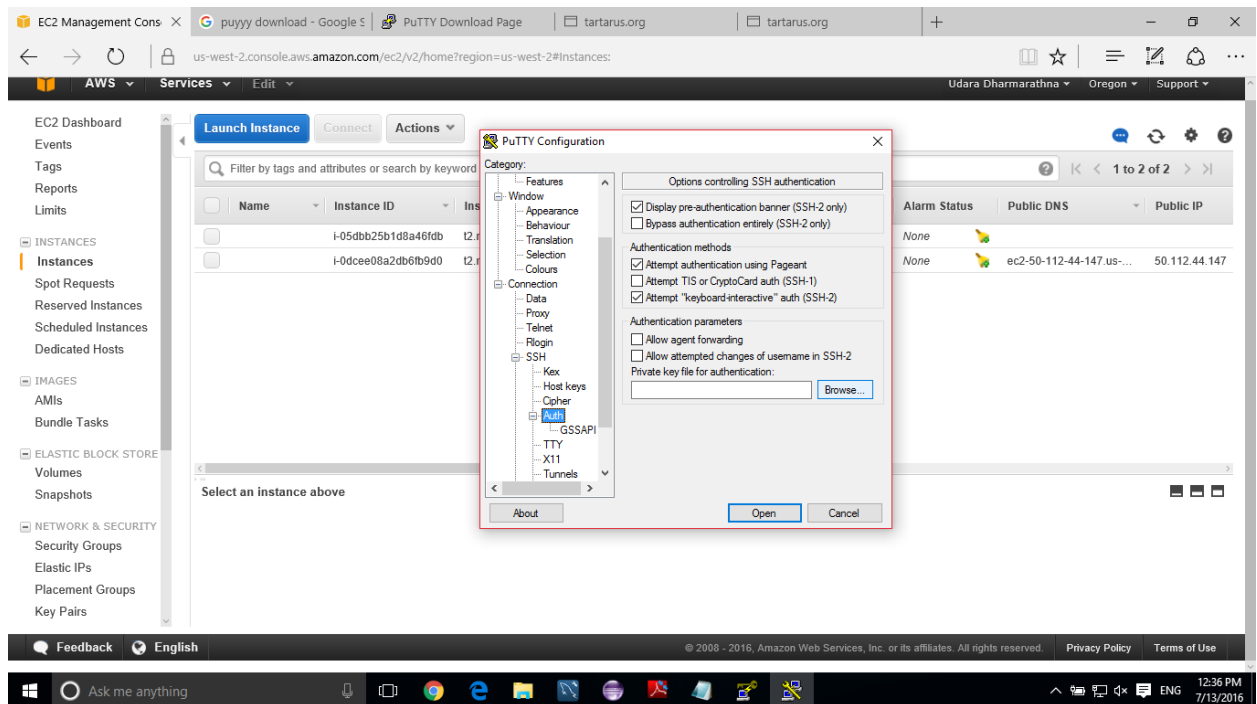 EC2 Management Cons
puyyy download - Google S
PuTTY Download Page
tartarus.org
tartarus.org
us-west-2.console.aws.amazon.com/ec2/v2/home?region=us-west-2#Instances:
AWS Services Edit Udara Dharmarathna Oregon Support
EC2 Dashboard
Events
Tags
Reports
Limits
INSTANCES
Instances
Spot Requests
Reserved Instances
Scheduled Instances
Dedicated Hosts
IMAGES
AMIs
Bundle Tasks
ELASTIC BLOCK STORE
Volumes
Snapshots
NETWORK & SECURITY
Security Groups
Elastic IPs
Placement Groups
Key Pairs
Launch Instance Connect Actions
Filter by tags and attributes or search by keyword 1 to 2 of 2
Name Instance ID Ins Alarm Status Public DNS Public IP
i-05dbb25b1d8a46fdb t2.r None
i-0dcee08a2db6fb9d0 t2.r None ec2-50-112-44-147.us-... 50.112.44.147
Select an instance above
PuTTY Configuration
Category:
Features
Window
Appearance
Behaviour
Translation
Selection
Colours
Connection
Data
Proxy
Telnet
Rlogin
SSH
Kex
Host keys
Cipher
Auth
GSSAPI
TTY
X11
Tunnels
Options controlling SSH authentication
Display pre-authentication banner (SSH-2 only)
Bypass authentication entirely (SSH-2 only)
Authentication methods
Attempt authentication using Pageant
Attempt TIS or CryptoCard auth (SSH-1)
Attempt "keyboard-interactive" auth (SSH-2)
Authentication parameters
Allow agent forwarding
Allow attempted changes of username in SSH-2
Private key file for authentication:
Browse...
About Open Cancel
Feedback English © 2008 - 2016, Amazon Web Services, Inc. or its affiliates. All rights reserved. Privacy Policy Terms of Use
Ask me anything ENG 12:36 PM
7/13/2016